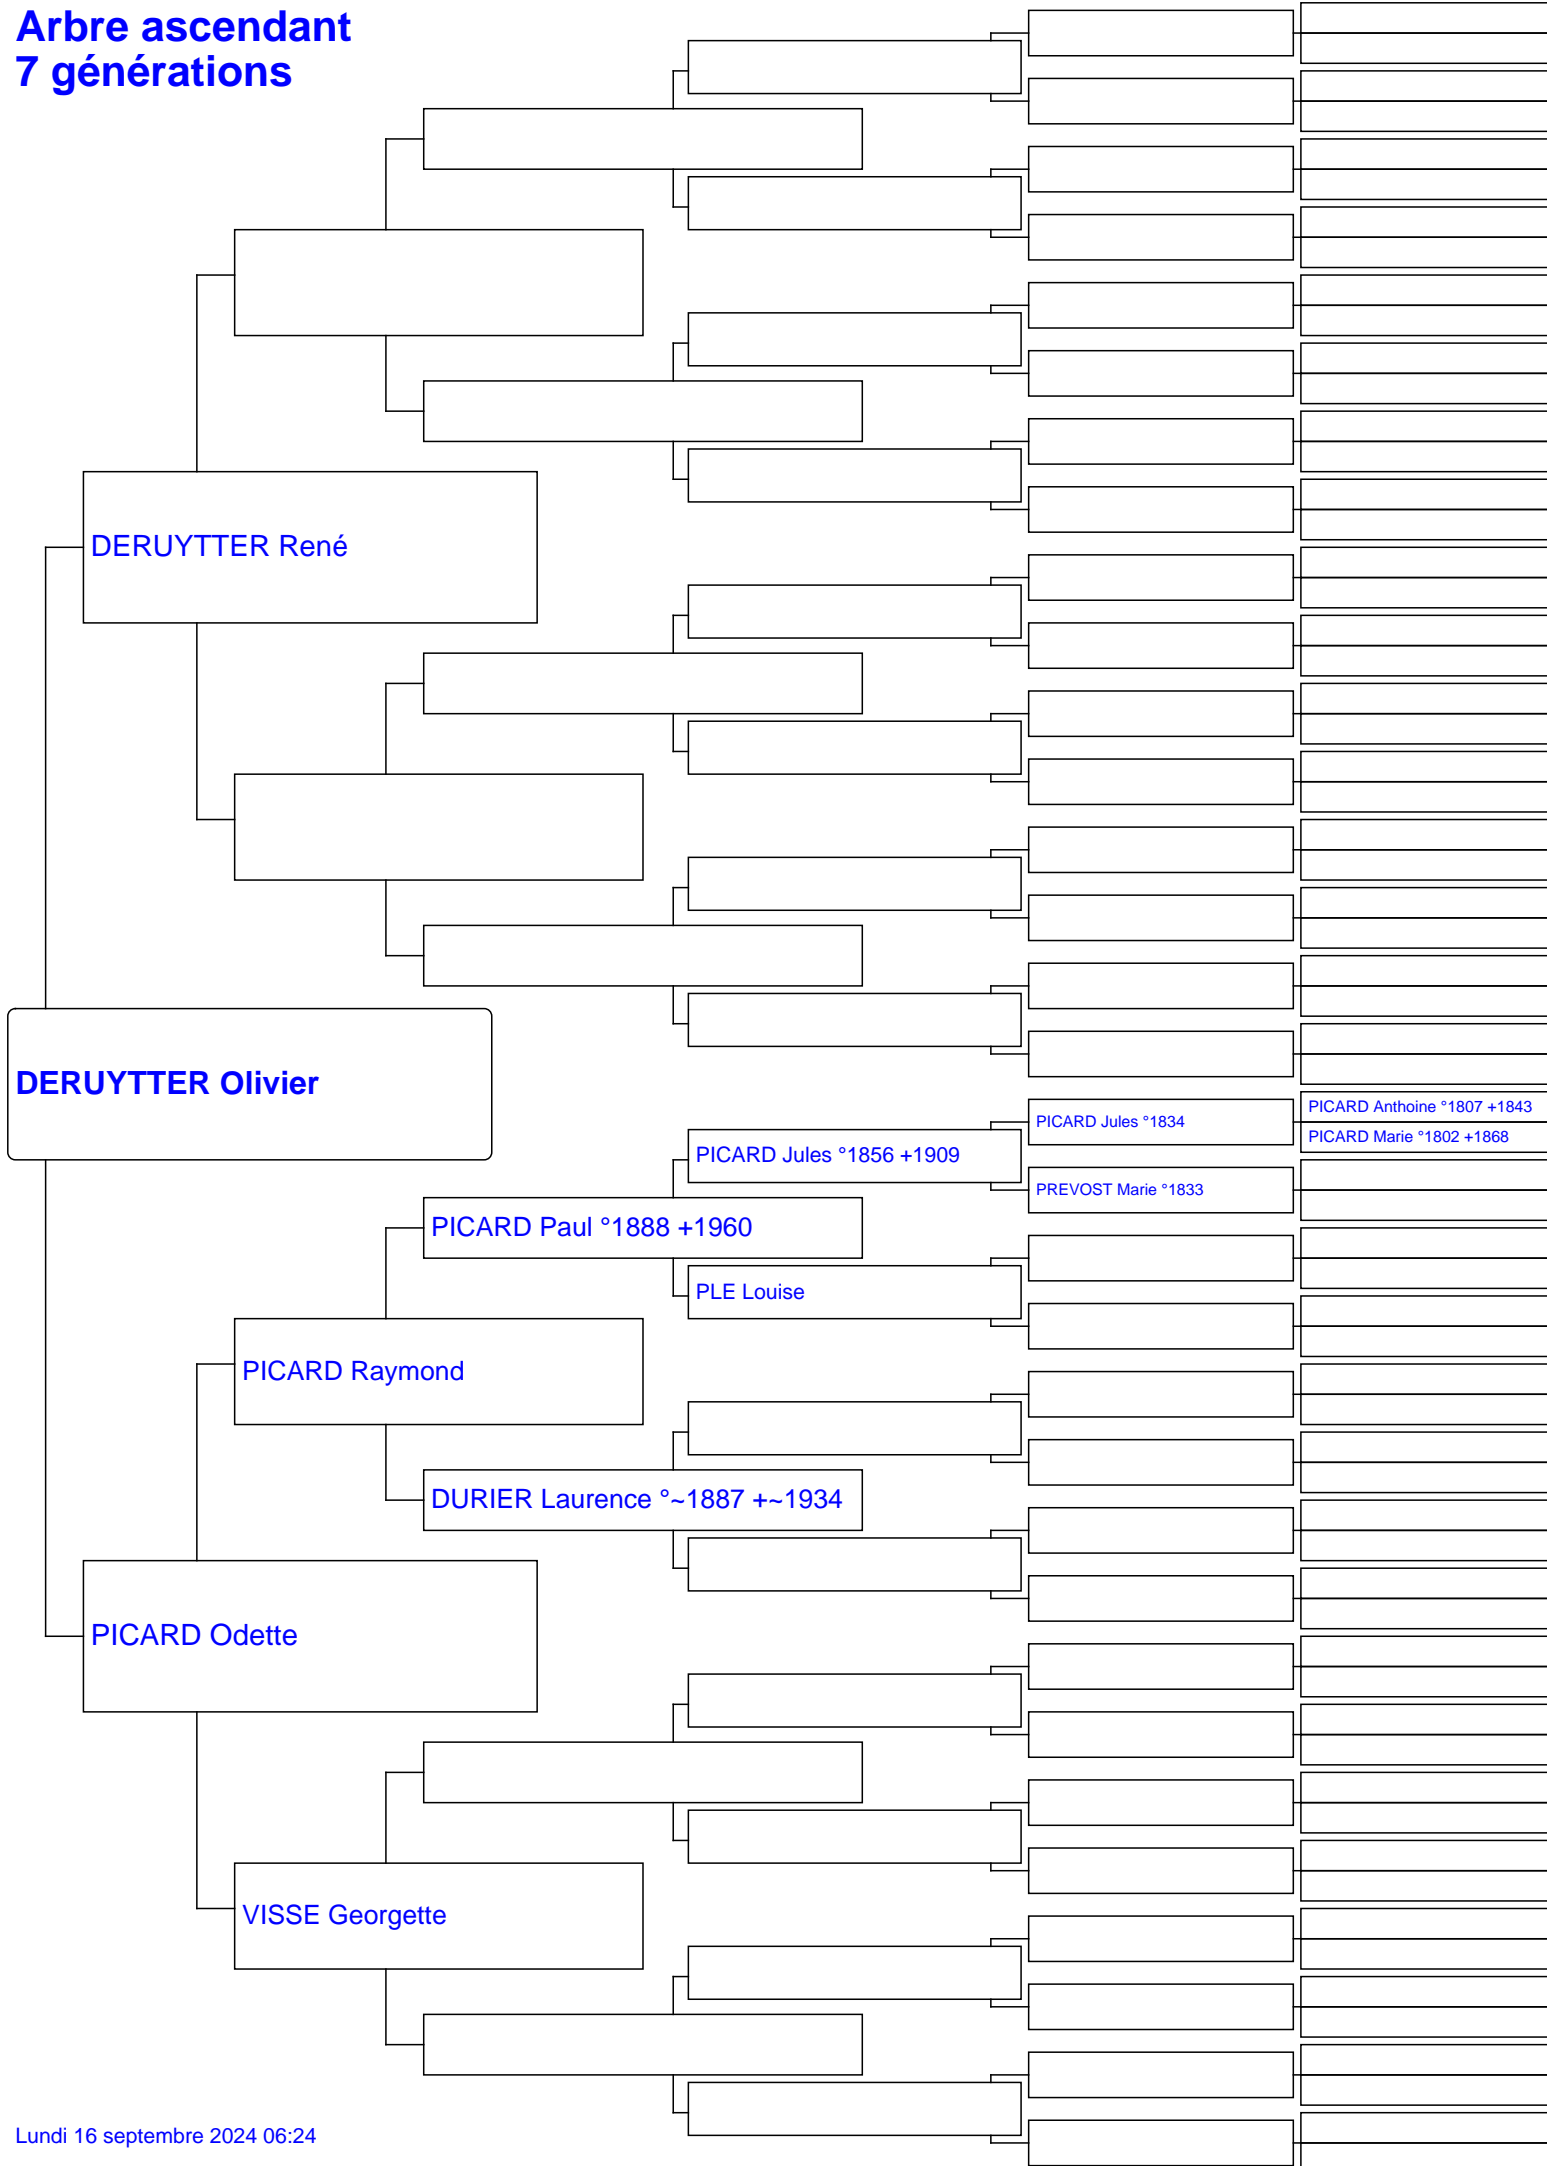 Arbre ascendant
7 générations
DERUYTTER René
DERUYTTER Olivier
PICARD Anthoine °1807 +1843
PICARD Jules °1834
PICARD Marie °1802 +1868
PICARD Jules °1856 +1909
PREVOST Marie °1833
PICARD Paul °1888 +1960
PLE Louise
PICARD Raymond
DURIER Laurence °~1887 +~1934
PICARD Odette
VISSE Georgette
Lundi 16 septembre 2024 06:24